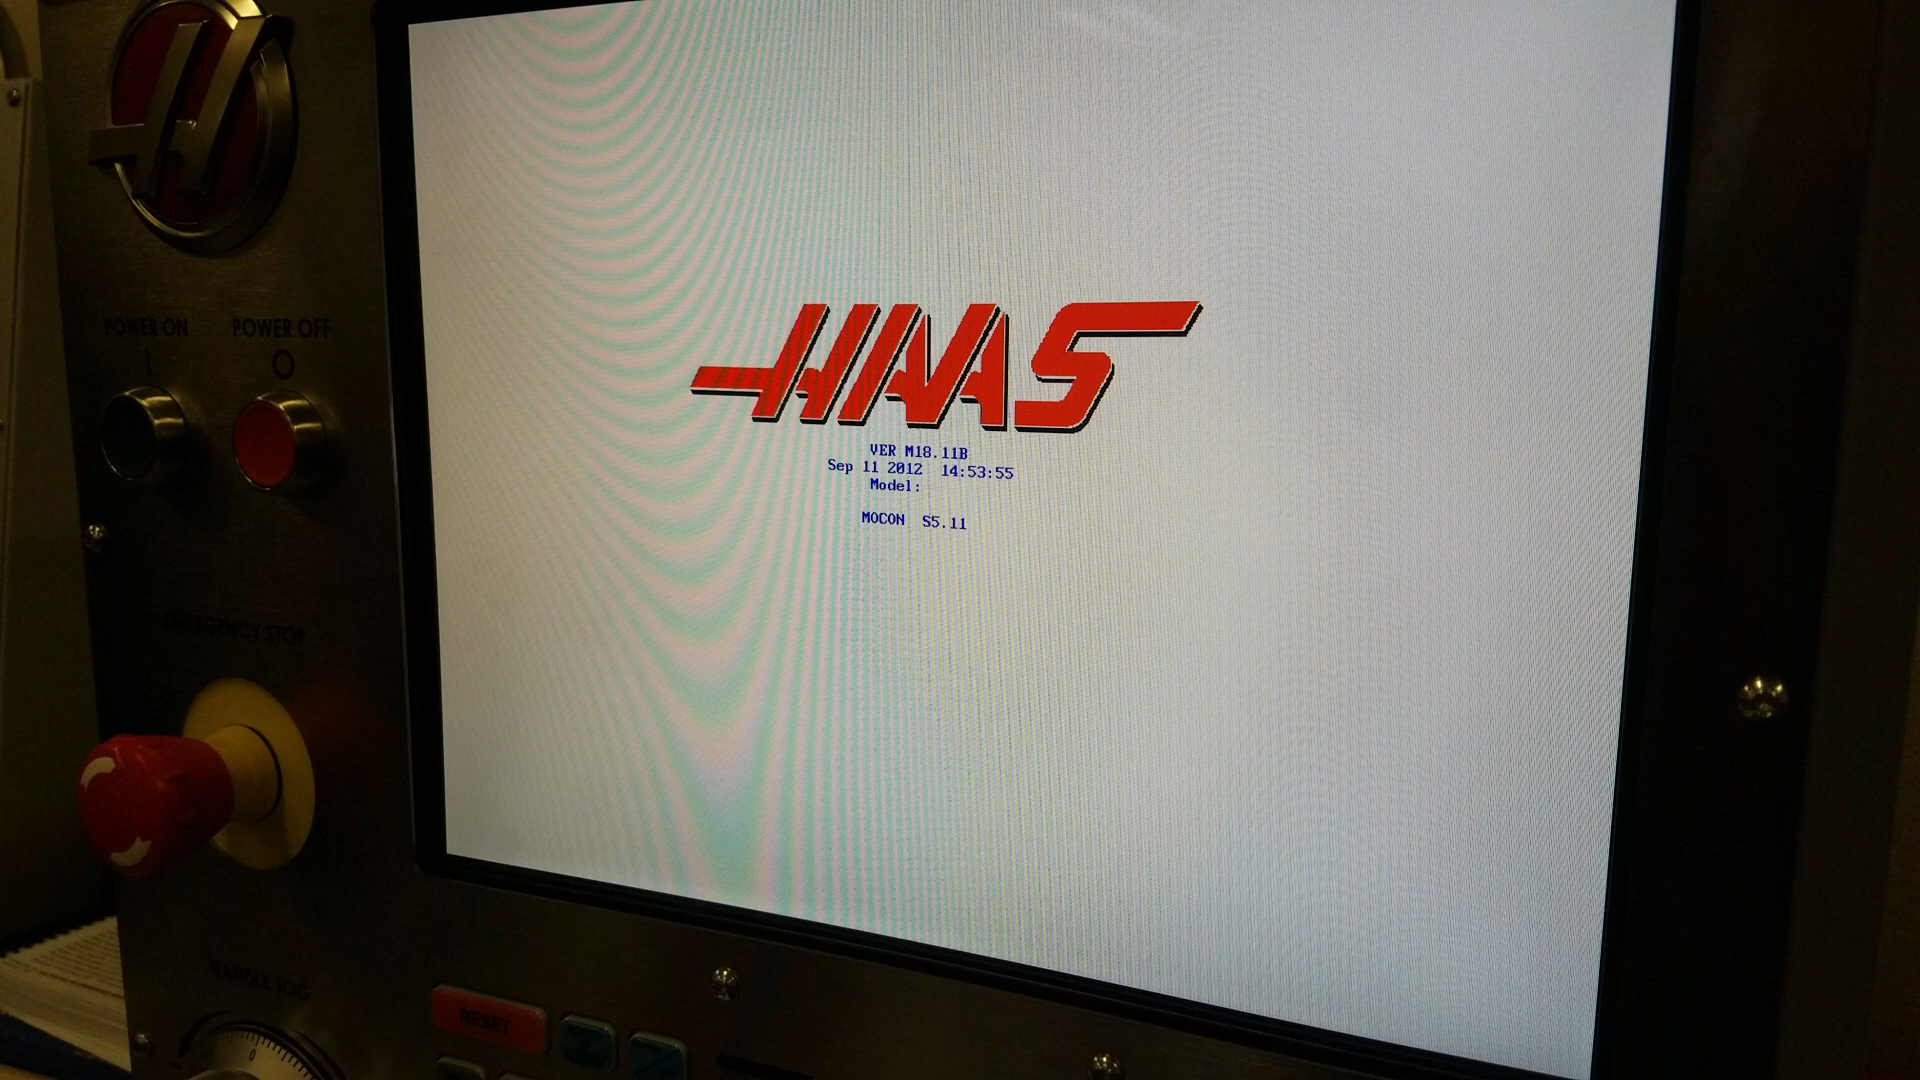 POWER ON
POWER OFF
HAAS
VER M18.11B
Sep 11 2012 14:53:55
Model:
MOCON S5.11
EMERGENCY STOP
HANDLE JOG
0
RESET